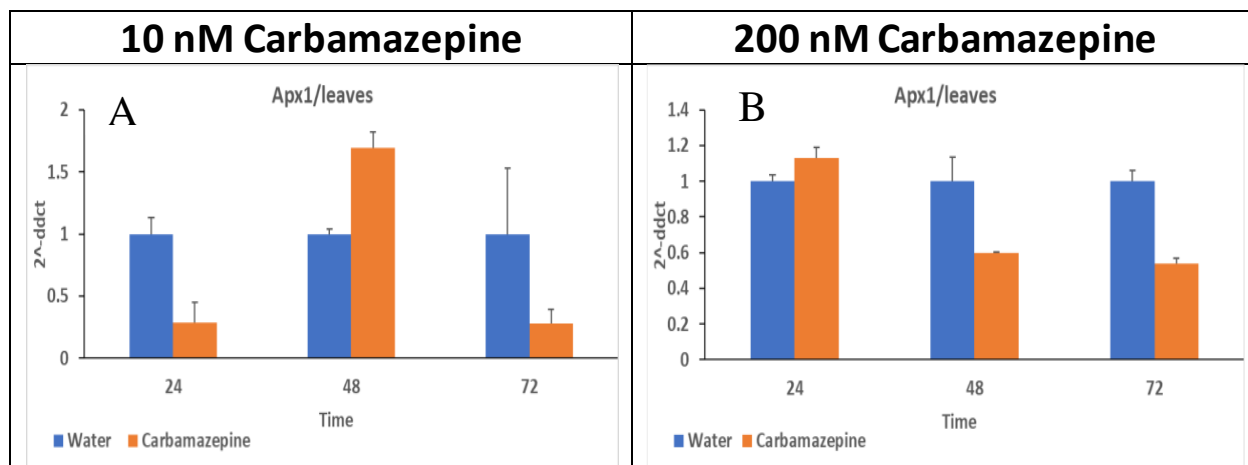 10 nM Carbamazepine
200 nM Carbamazepine
A
Apx1/leaves
2
1.5
1
0.5
0
2^-ddct
24 48 72
Time
Water Carbamazepine
B
Apx1/leaves
1.4
1.2
1
0.8
0.6
0.4
0.2
0
2^-ddct
24 48 72
Time
Water Carbamazepine